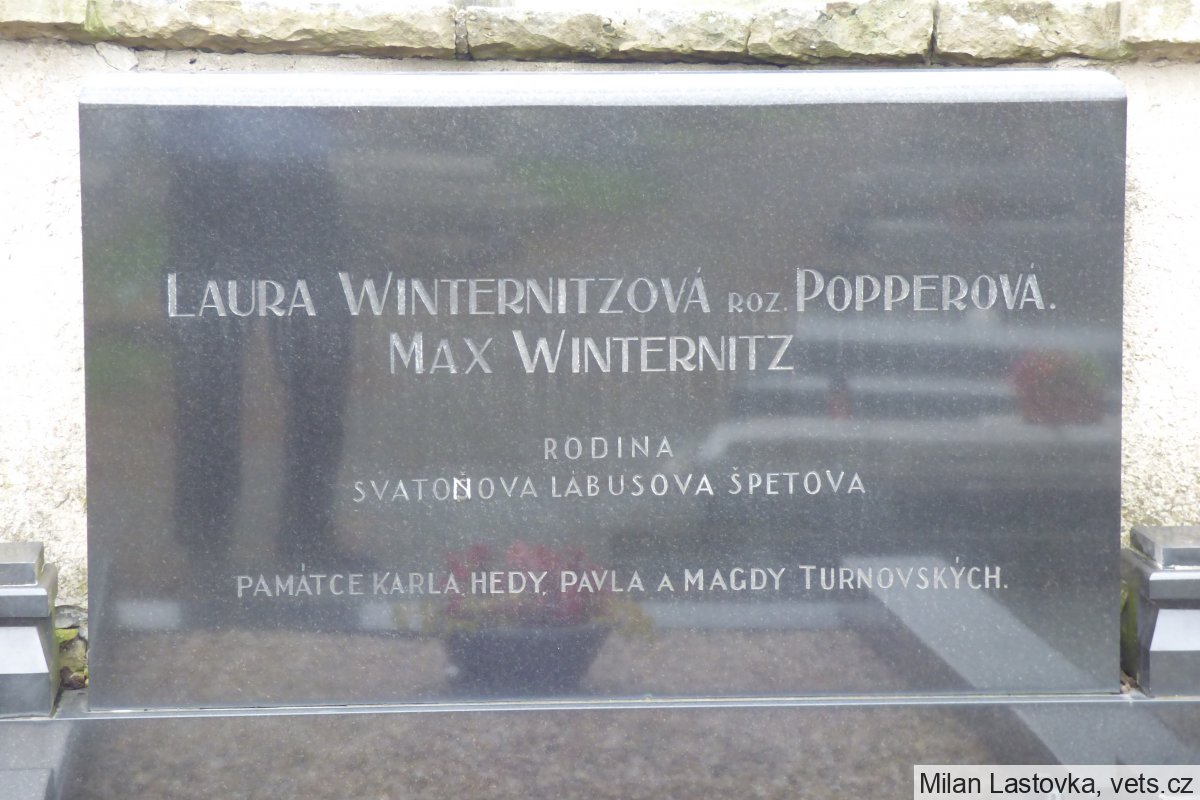 LAURA WINTERNITZOVÁ ROZ. POPPEROVÁ.
MAX WINTERNITZ
RODINA
SVATOŇOVA LÁBUSOVA ŠPETOVA
PAMÁTCE KARLA, HEDY, PAVLA A MAGDY TURNOVSKÝCH.
Milan Lastovka, vets.cz